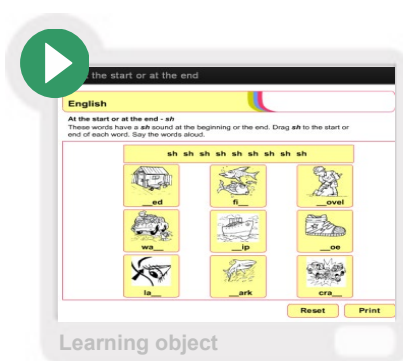 the start or at the end
English
At the start or at the end - sh
These words have a sh sound at the beginning or the end. Drag sh to the start or
end of each word. Say the words aloud.
sh sh sh sh sh sh sh sh sh
__ed fi__ __ovel
wa__ __ip __oe
la__ __ark cra__
Reset Print
Learning object